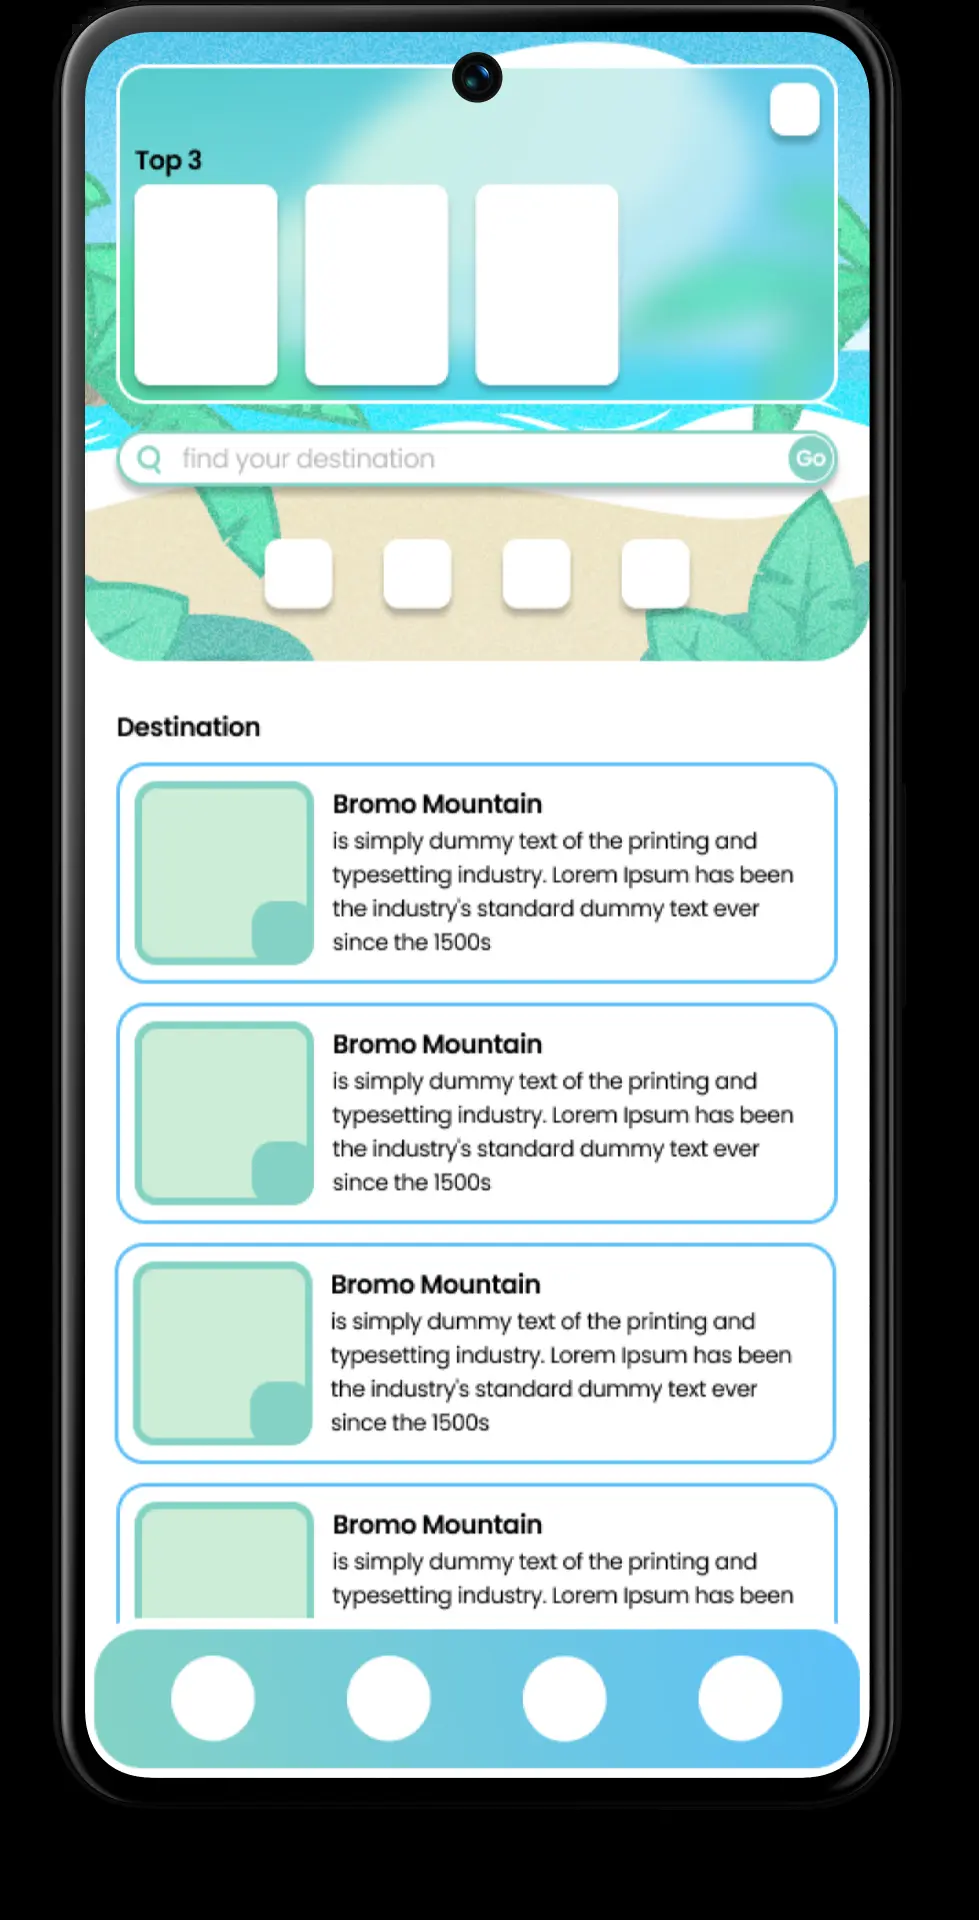 Top 3
find your destination
Go
Destination
Bromo Mountain
is simply dummy text of the printing and
typesetting industry. Lorem Ipsum has been
the industry's standard dummy text ever
since the 1500s
Bromo Mountain
is simply dummy text of the printing and
typesetting industry. Lorem Ipsum has been
the industry's standard dummy text ever
since the 1500s
Bromo Mountain
is simply dummy text of the printing and
typesetting industry. Lorem Ipsum has been
the industry's standard dummy text ever
since the 1500s
Bromo Mountain
is simply dummy text of the printing and
typesetting industry. Lorem Ipsum has been